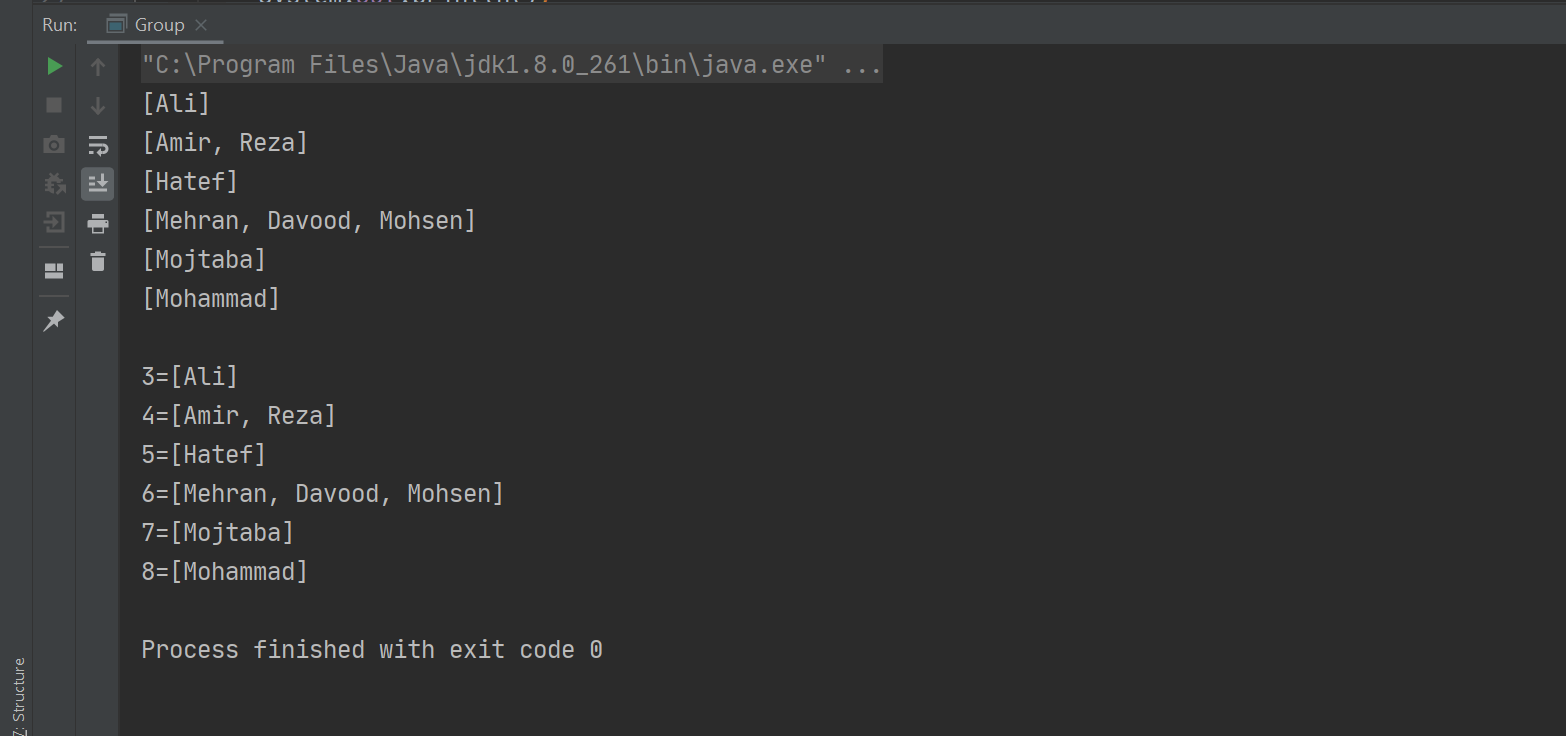 Run: Group
"C:\Program Files\Java\jdk1.8.0_261\bin\java.exe" ...
[Ali]
[Amir, Reza]
[Hatef]
[Mehran, Davood, Mohsen]
[Mojtaba]
[Mohammad]
3=[Ali]
4=[Amir, Reza]
5=[Hatef]
6=[Mehran, Davood, Mohsen]
7=[Mojtaba]
8=[Mohammad]
Process finished with exit code 0
7: Structure